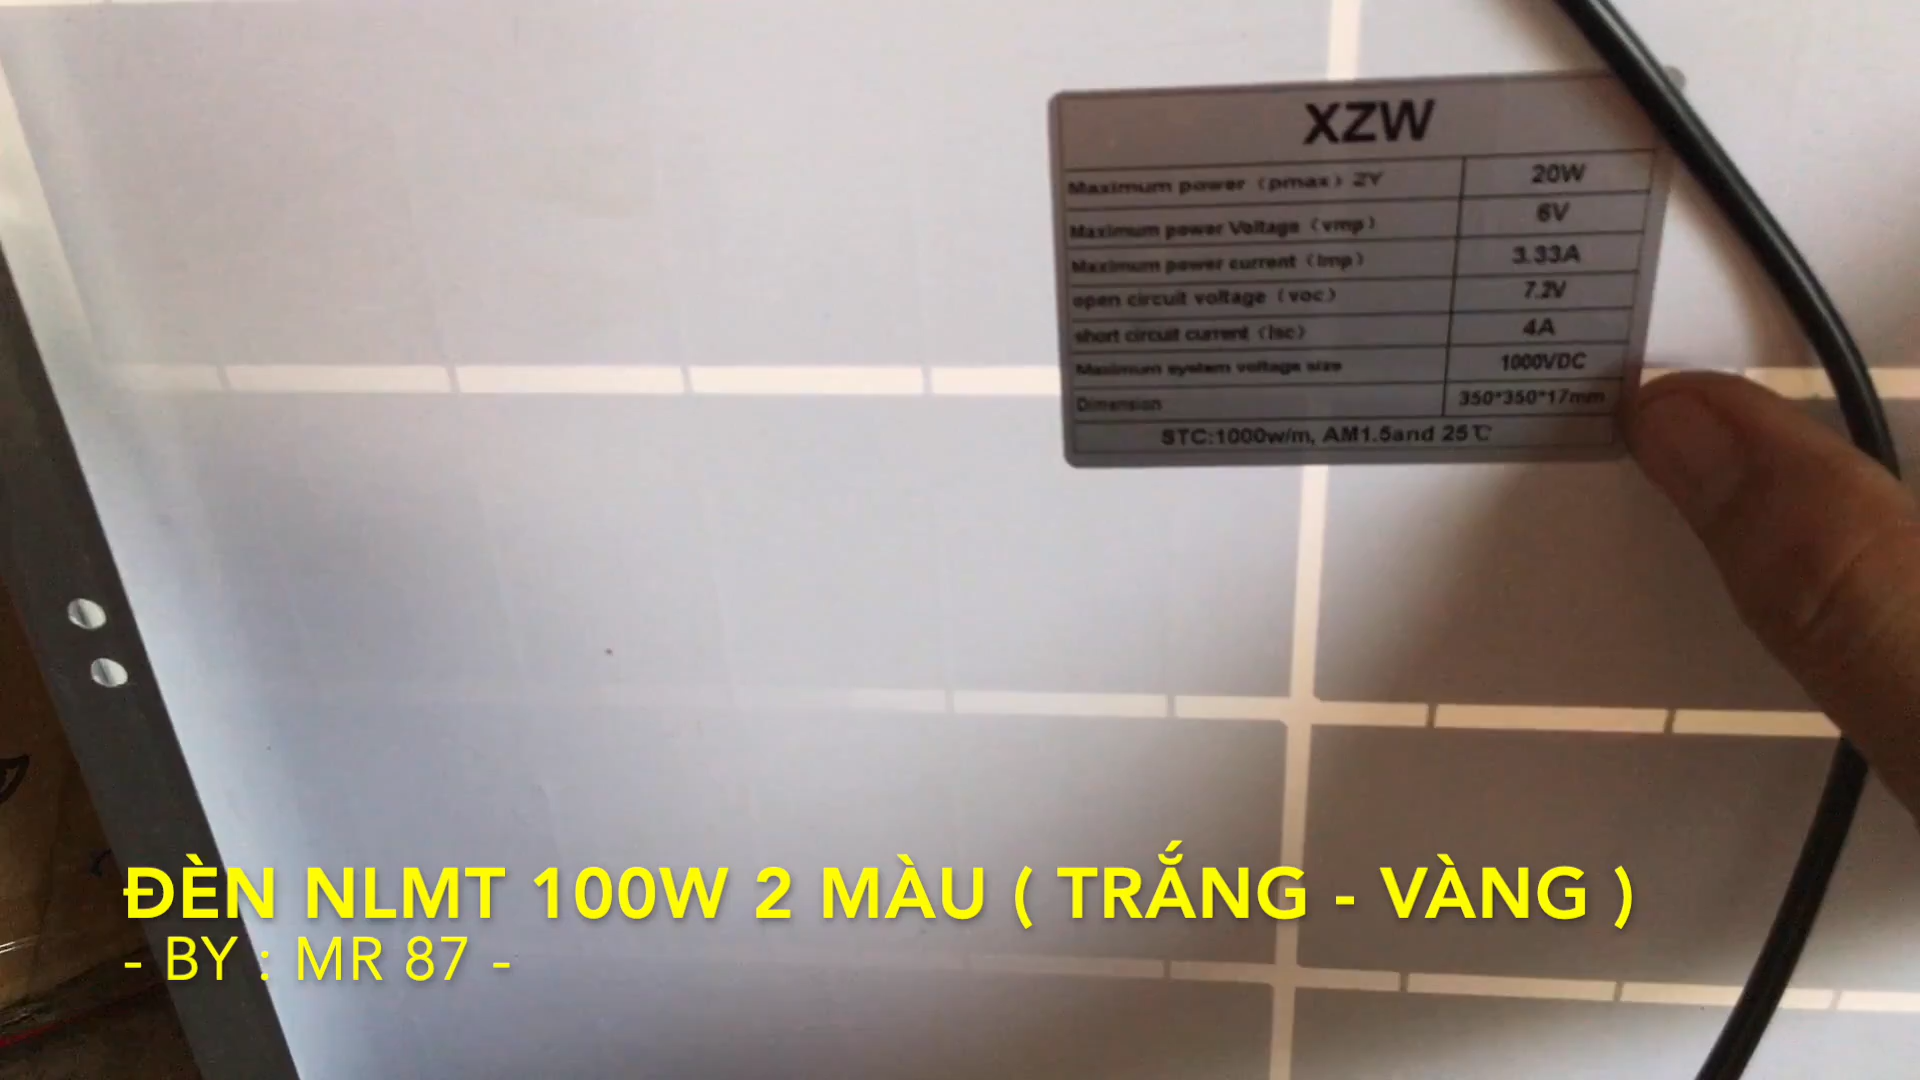 XZW
Maximum power (pmax) ZY 20W
Maximum power Voltage (vmp) 6V
Maximum power current (Imp) 3.33A
open circuit voltage (voc) 7.2V
short circuit current (Isc) 4A
Maximum system voltage size 1000VDC
Dimension 350*350*17mm
STC:1000w/m, AM1.5and 25℃
ĐÈN NLMT 100W 2 MÀU ( TRẮNG - VÀNG )
- BY : MR 87 -